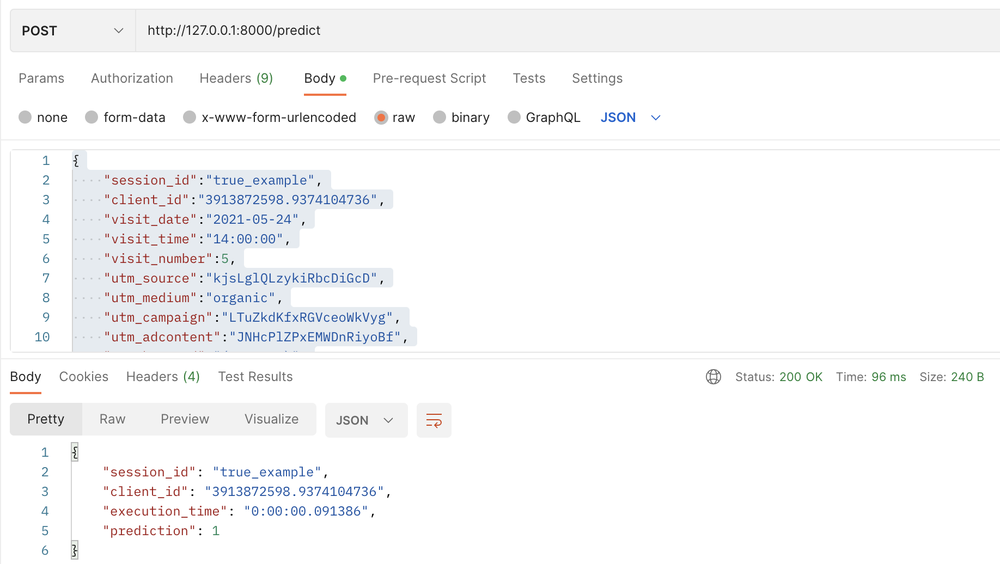 POST http://127.0.0.1:8000/predict
Params Authorization Headers (9) Body Pre-request Script Tests Settings
none form-data x-www-form-urlencoded raw binary GraphQL JSON
1 {
2 "session_id":"true_example",
3 "client_id":"3913872598.9374104736",
4 "visit_date":"2021-05-24",
5 "visit_time":"14:00:00",
6 "visit_number":5,
7 "utm_source":"kjsLglQLzykiRbcDiGcD",
8 "utm_medium":"organic",
9 "utm_campaign":"LTuZkdKfxRGVceoWkVyg",
10 "utm_adcontent":"JNHcPlZPxEMWDnRiyoBf",
Body Cookies Headers (4) Test Results Status: 200 OK Time: 96 ms Size: 240 B
Pretty Raw Preview Visualize JSON
1 {
2 "session_id": "true_example",
3 "client_id": "3913872598.9374104736",
4 "execution_time": "0:00:00.091386",
5 "prediction": 1
6 }